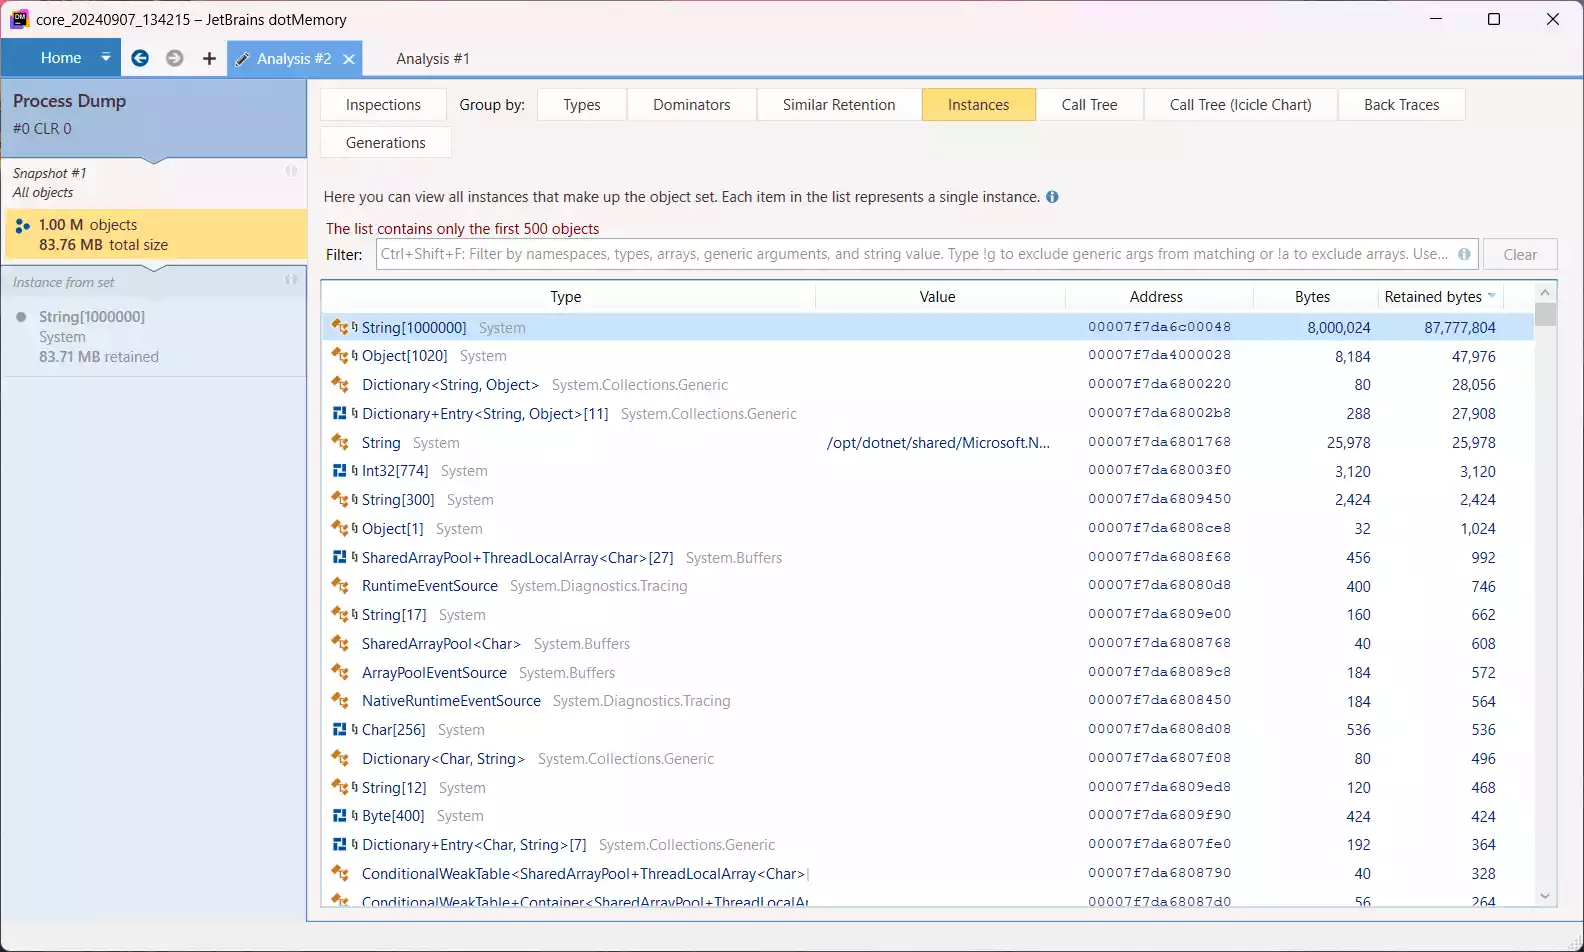 core_20240907_134215 – JetBrains dotMemory
Home
Analysis #2
Analysis #1
Process Dump
#0 CLR 0
Snapshot #1
All objects
1.00 M objects
83.76 MB total size
Instance from set
String[1000000]
System
83.71 MB retained
Inspections Group by: Types Dominators Similar Retention Instances Call Tree Call Tree (Icicle Chart) Back Traces
Generations
Here you can view all instances that make up the object set. Each item in the list represents a single instance.
The list contains only the first 500 objects
Filter: Ctrl+Shift+F: Filter by namespaces, types, arrays, generic arguments, and string value. Type !g to exclude generic args from matching or !a to exclude arrays. Use... Clear
Type Value Address Bytes Retained bytes
String[1000000] System 00007f7da6c00048 8,000,024 87,777,804
Object[1020] System 00007f7da4000028 8,184 47,976
Dictionary<String, Object> System.Collections.Generic 00007f7da6800220 80 28,056
Dictionary+Entry<String, Object>[11] System.Collections.Generic 00007f7da68002b8 288 27,908
String System /opt/dotnet/shared/Microsoft.N... 00007f7da6801768 25,978 25,978
Int32[774] System 00007f7da68003f0 3,120 3,120
String[300] System 00007f7da6809450 2,424 2,424
Object[1] System 00007f7da6808ce8 32 1,024
SharedArrayPool+ThreadLocalArray<Char>[27] System.Buffers 00007f7da6808f68 456 992
RuntimeEventSource System.Diagnostics.Tracing 00007f7da68080d8 400 746
String[17] System 00007f7da6809e00 160 662
SharedArrayPool<Char> System.Buffers 00007f7da6808768 40 608
ArrayPoolEventSource System.Buffers 00007f7da68089c8 184 572
NativeRuntimeEventSource System.Diagnostics.Tracing 00007f7da6808450 184 564
Char[256] System 00007f7da6808d08 536 536
Dictionary<Char, String> System.Collections.Generic 00007f7da6807f08 80 496
String[12] System 00007f7da6809ed8 120 468
Byte[400] System 00007f7da6809f90 424 424
Dictionary+Entry<Char, String>[7] System.Collections.Generic 00007f7da6807fe0 192 364
ConditionalWeakTable<SharedArrayPool+ThreadLocalArray<Char> 00007f7da6808790 40 328
ConditionalWeakTable+Container<SharedArrayPool+ThreadLocalAr 00007f7da68087d0 56 264